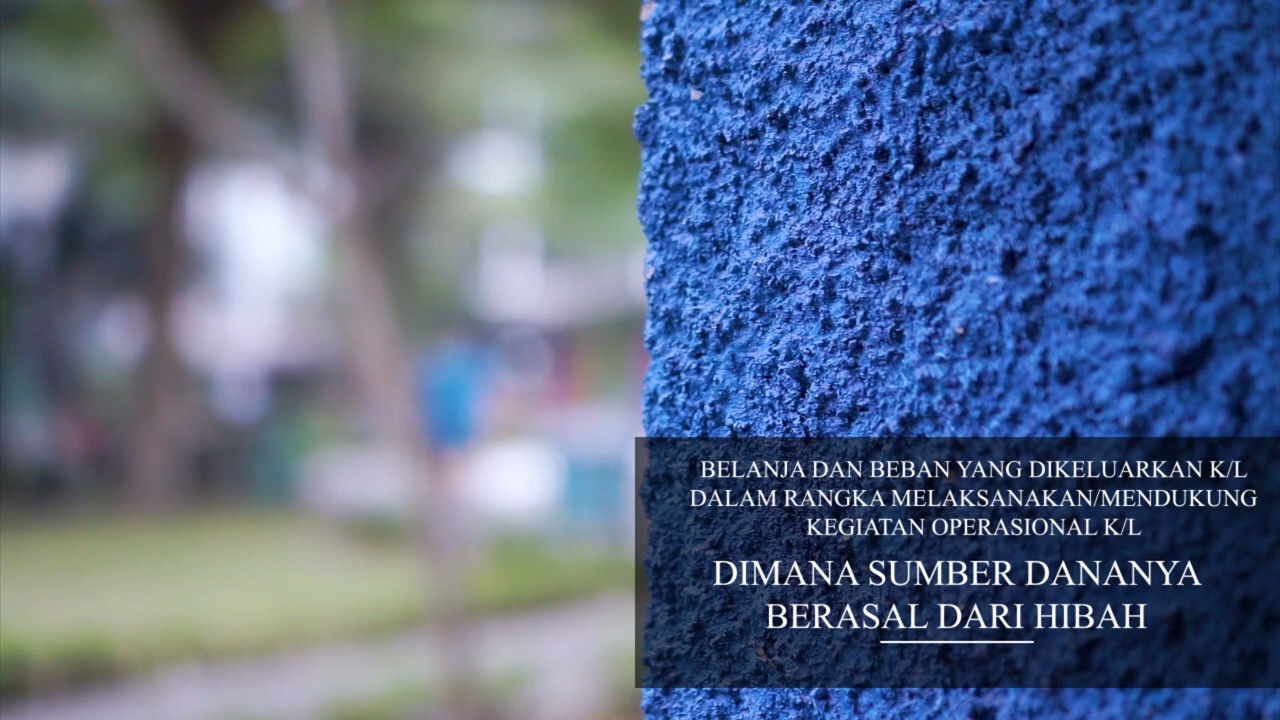 BELANJA DAN BEBAN YANG DIKELUARKAN K/L
DALAM RANGKA MELAKSANAKAN/MENDUKUNG
KEGIATAN OPERASIONAL K/L
DIMANA SUMBER DANANYA
BERASAL DARI HIBAH